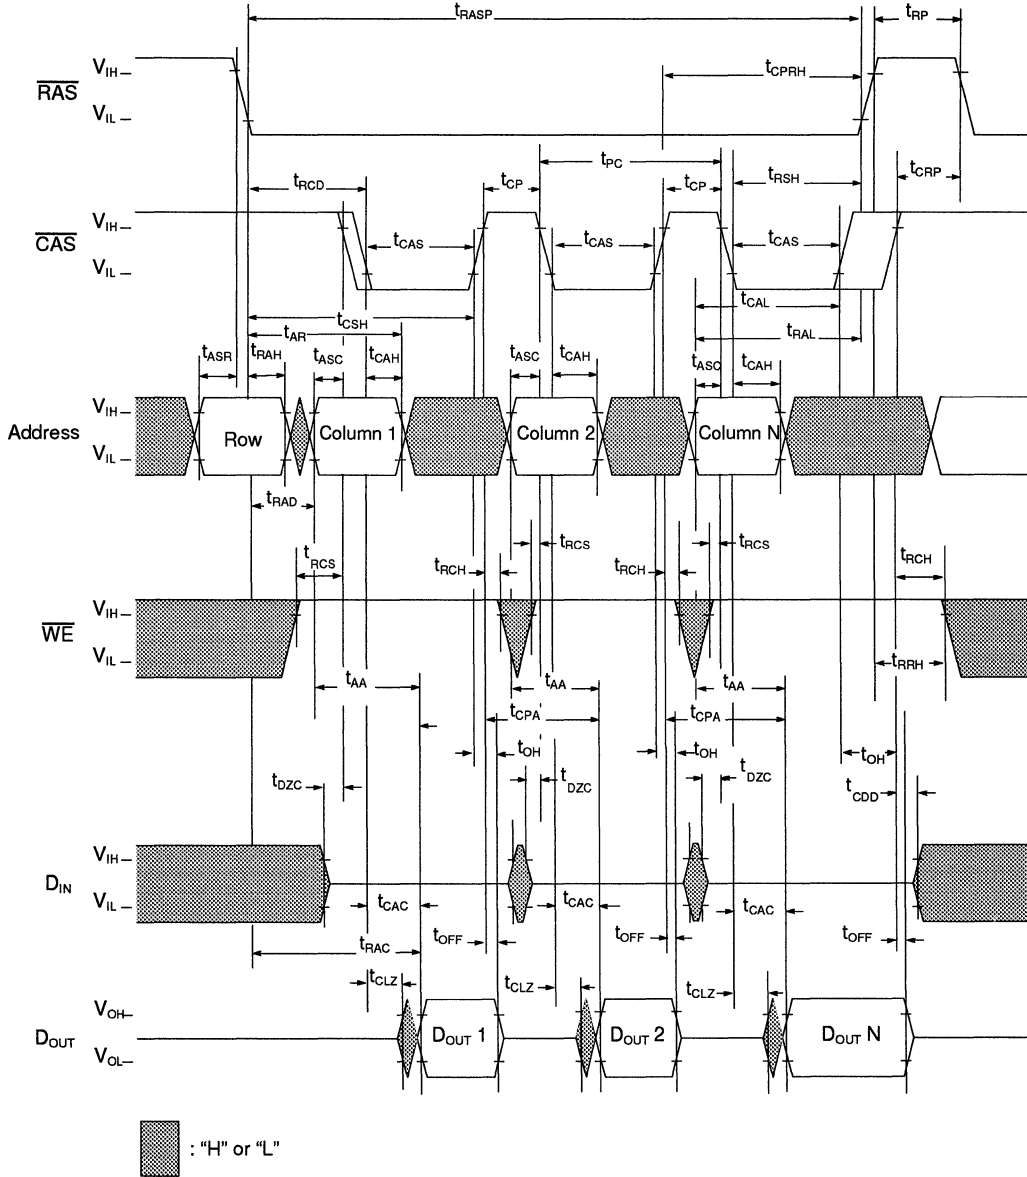 tRASP
tRP
VIH
RAS
VIL
tCPRH
tPC
tRCD
tCP
tCP
tRSH
tCRP
VIH
CAS
VIL
tCAS
tCAS
tCAS
tCSH
tCAL
tAR
tRAL
tASR
tRAH
tASC
tCAH
tASC
tCAH
tASC
tCAH
VIH
Address
VIL
Row
Column 1
Column 2
Column N
tRAD
tRCS
tRCH
tRCS
tRCH
tRCS
tRCH
VIH
WE
VIL
tRRH
tAA
tAA
tAA
tCPA
tCPA
tOH
tOH
tOH
tDZC
tDZC
tDZC
tCDD
VIH
DIN
VIL
tCAC
tCAC
tCAC
tRAC
tOFF
tOFF
tOFF
tCLZ
tCLZ
tCLZ
VOH
DOUT
VOL
DOUT 1
DOUT 2
DOUT N
: “H” or “L”